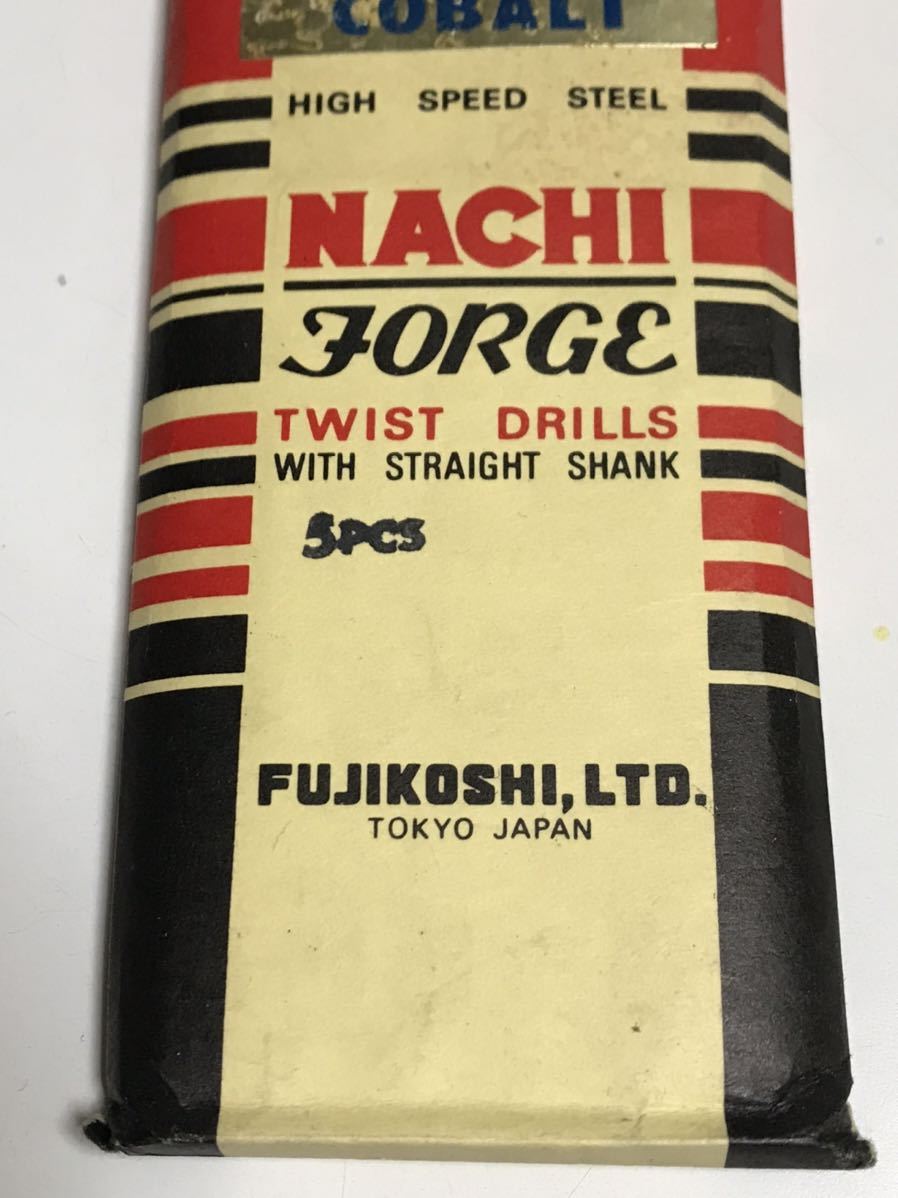 COBALT
HIGH SPEED STEEL
NACHI
FORGE
TWIST DRILLS
WITH STRAIGHT SHANK
5PCS
FUJIKOSHI, LTD.
TOKYO JAPAN